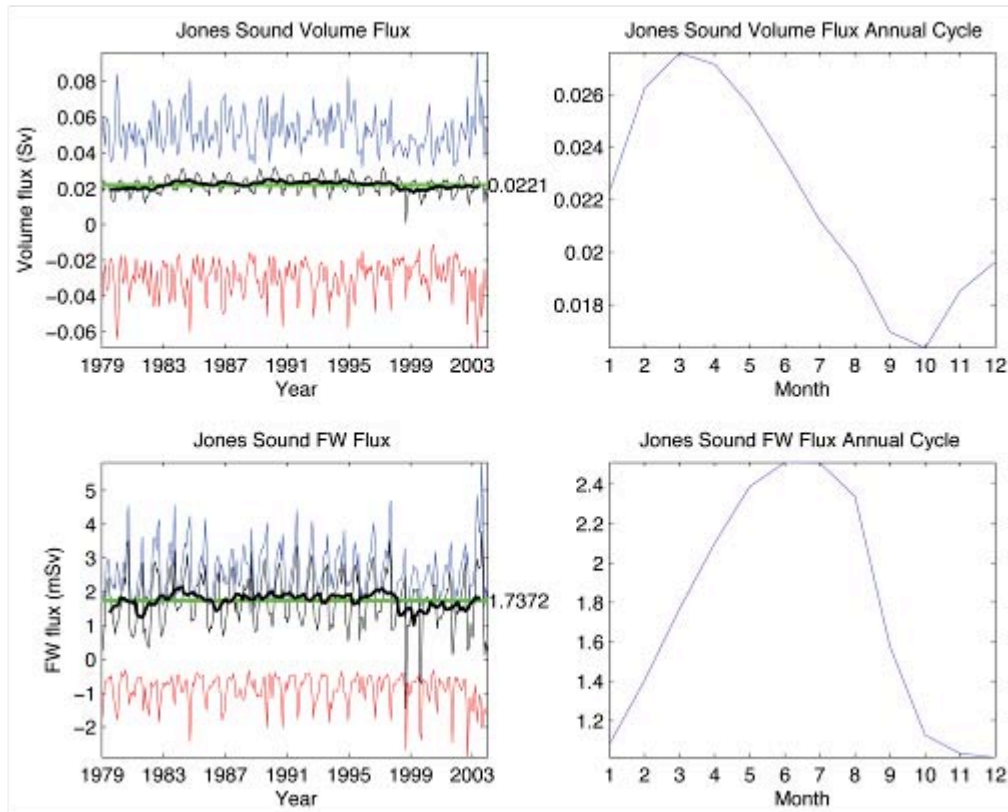 Jones Sound Volume Flux
Volume flux (Sv)
0.08
0.06
0.04
0.02
0
−0.02
−0.04
−0.06
0.0221
1979 1983 1987 1991 1995 1999 2003
Year
Jones Sound Volume Flux Annual Cycle
0.026
0.024
0.022
0.02
0.018
1 2 3 4 5 6 7 8 9 10 11 12
Month
Jones Sound FW Flux
FW flux (mSv)
5
4
3
2
1
0
−1
−2
1.7372
1979 1983 1987 1991 1995 1999 2003
Year
Jones Sound FW Flux Annual Cycle
2.4
2.2
2
1.8
1.6
1.4
1.2
1 2 3 4 5 6 7 8 9 10 11 12
Month